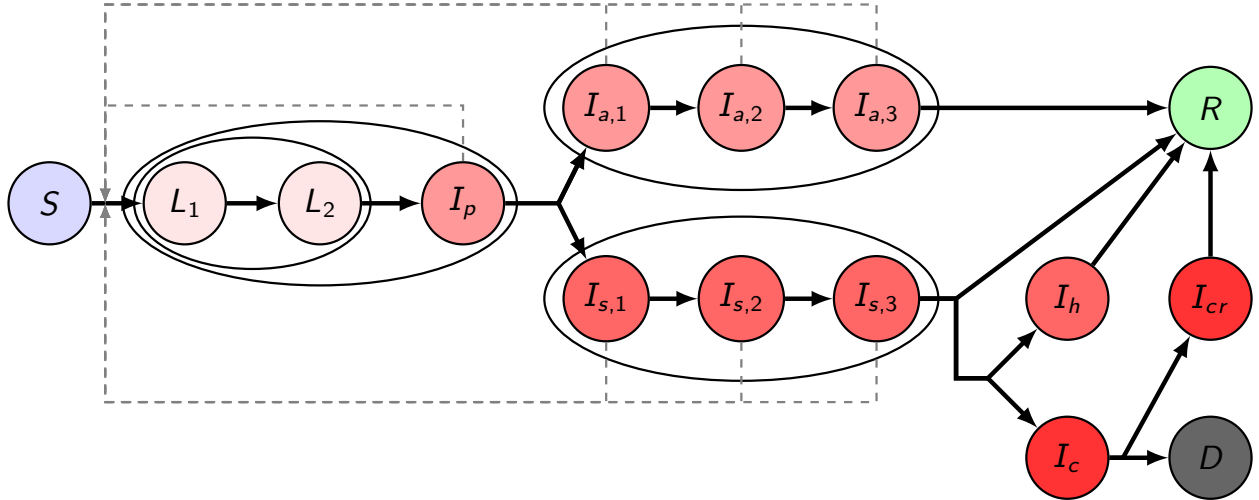 S
L1
L2
Ip
Ia,1
Ia,2
Ia,3
Is,1
Is,2
Is,3
R
Ih
Icr
Ic
D